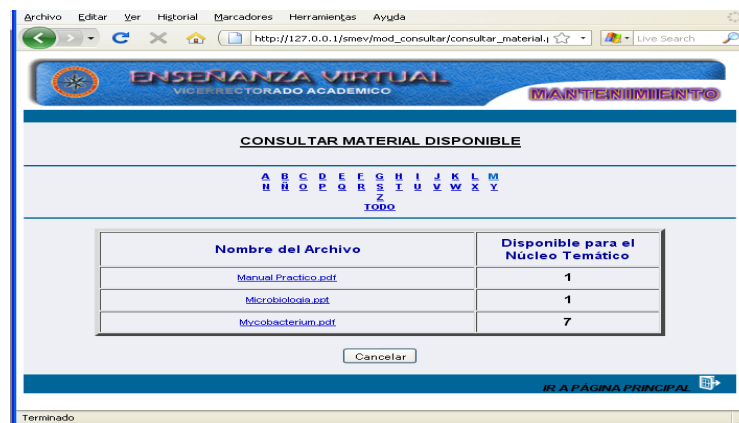 Archivo Editar Ver Historial Marcadores Herramientas Ayuda
http://127.0.0.1/smev/mod_consultar/consultar_material.p Live Search
ENSEÑANZA VIRTUAL
VICERRECTORADO ACADEMICO
MANTENIMIENTO
CONSULTAR MATERIAL DISPONIBLE
A B C D E F G H I J K L M
N Ñ O P Q R S T U V W X Y
Z
TODO
Nombre del Archivo Disponible para el
Núcleo Temático
Manual Practico.pdf 1
Microbiología.ppt 1
Mycobacterium.pdf 7
Cancelar
IR A PÁGINA PRINCIPAL
Terminado